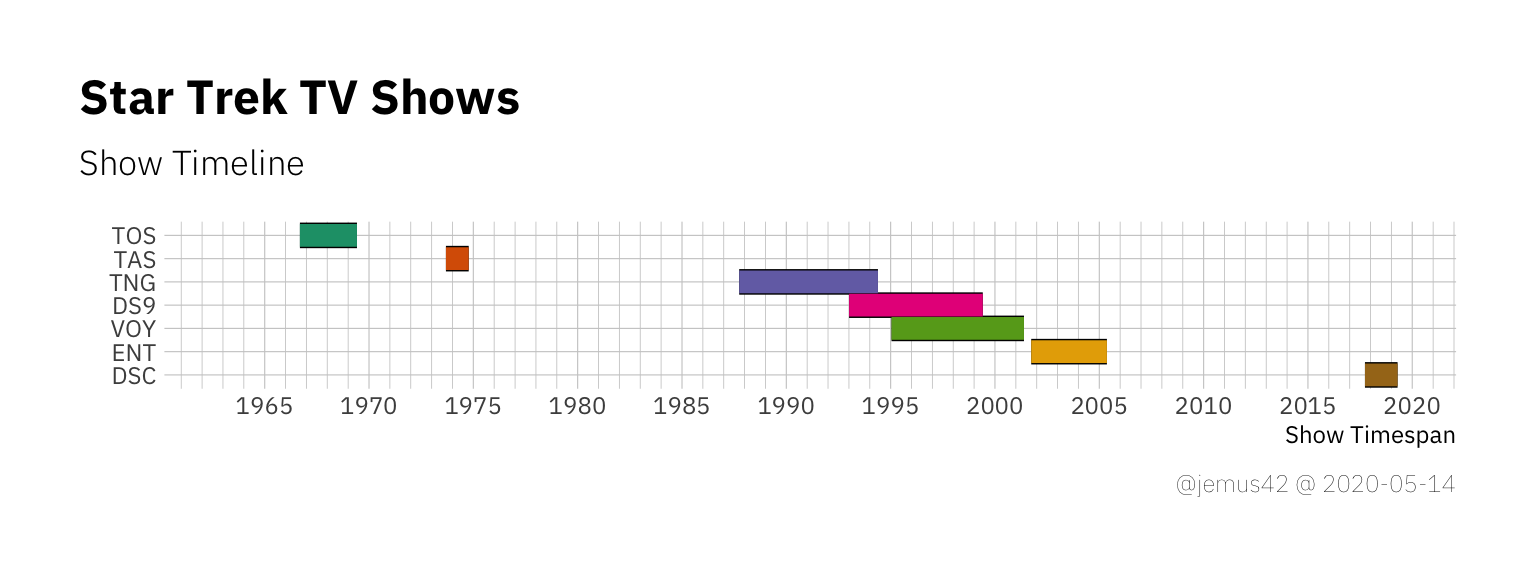 Star Trek TV Shows
Show Timeline
TOS
TAS
TNG
DS9
VOY
ENT
DSC
1965 1970 1975 1980 1985 1990 1995 2000 2005 2010 2015 2020
Show Timespan
@jemus42 @ 2020-05-14